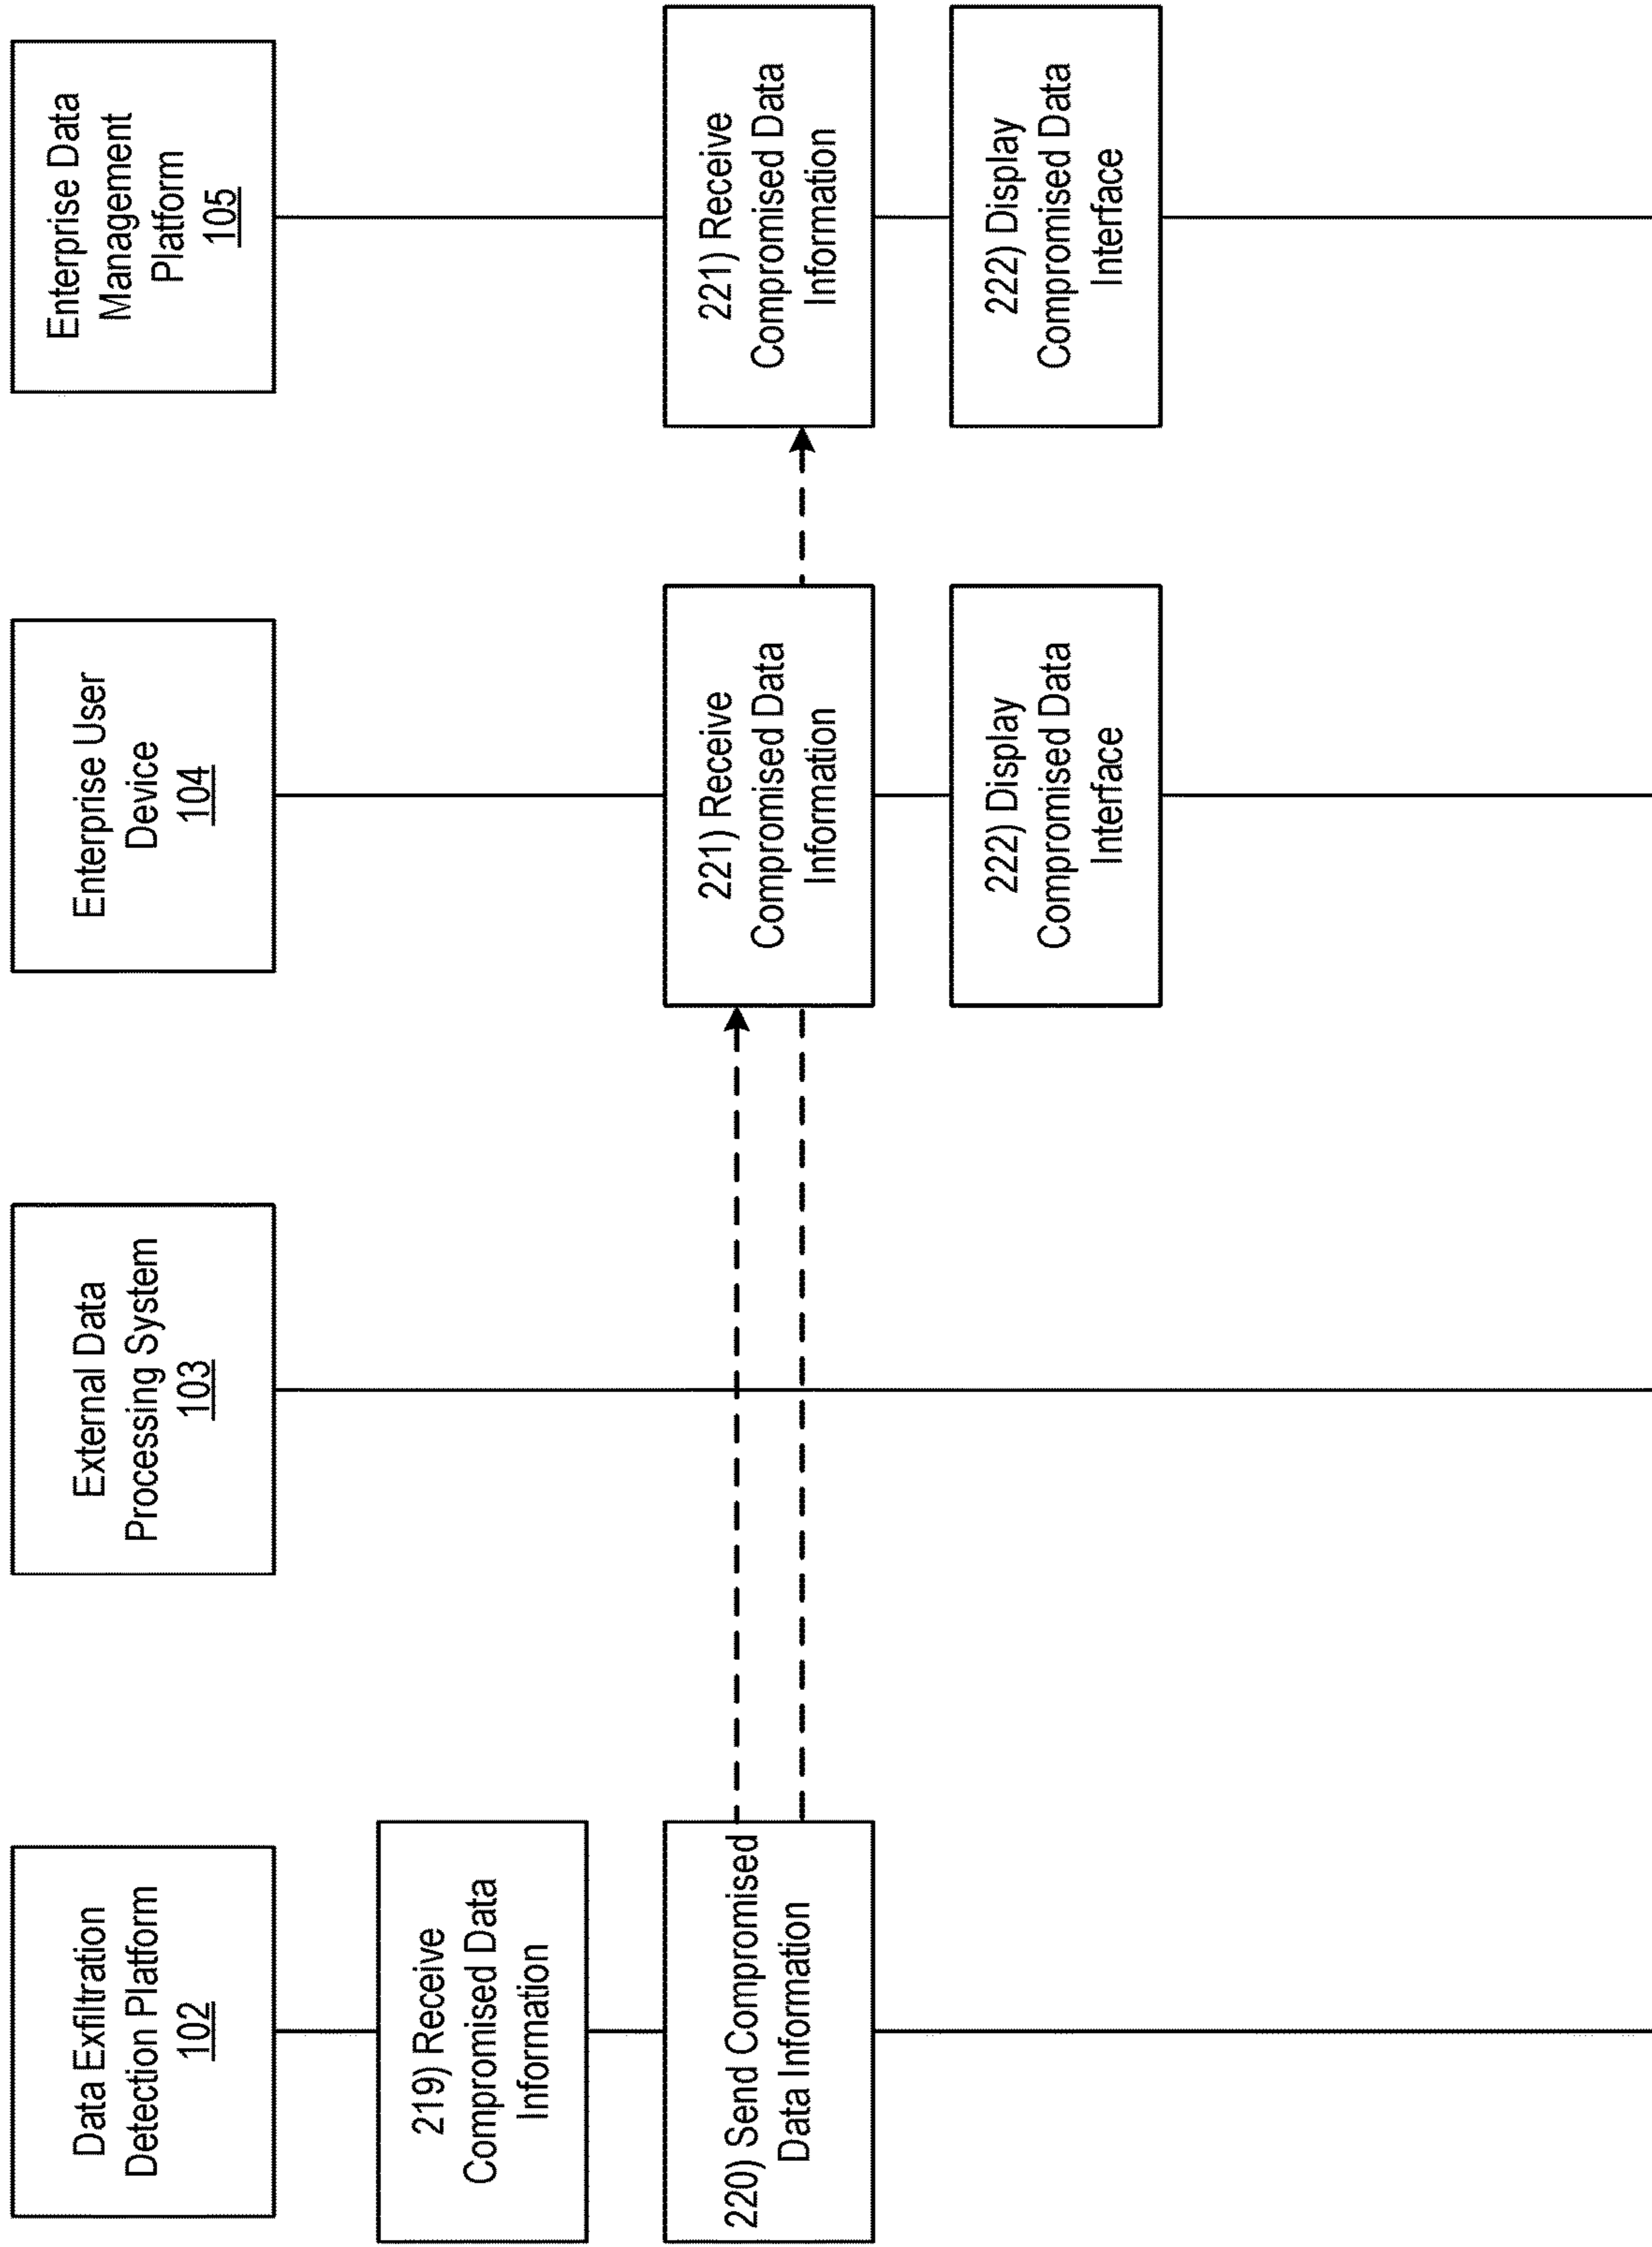 Data Exfiltration
Detection Platform
102
External Data
Processing System
103
Enterprise User
Device
104
Enterprise Data
Management
Platform
105
219) Receive
Compromised Data
Information
220) Send Compromised
Data Information
221) Receive
Compromised Data
Information
221) Receive
Compromised Data
Information
222) Display
Compromised Data
Interface
222) Display
Compromised Data
Interface